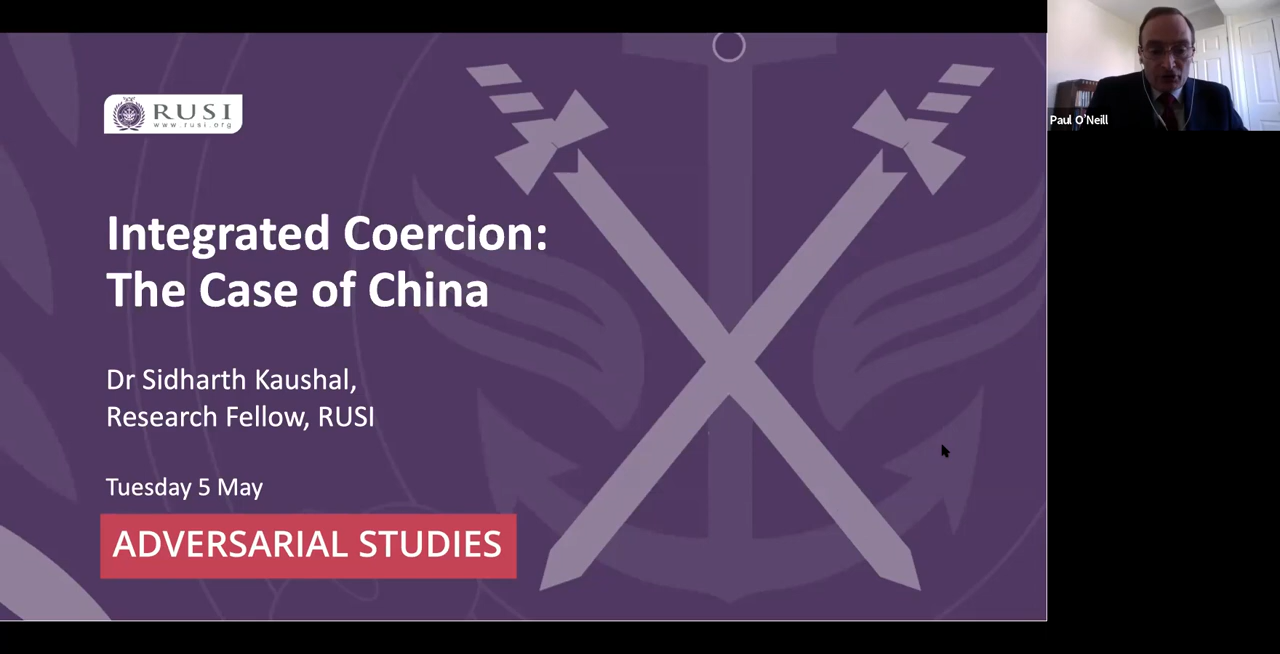 RUSI
www.rusi.org
Integrated Coercion:
The Case of China
Dr Sidharth Kaushal,
Research Fellow, RUSI
Tuesday 5 May
ADVERSARIAL STUDIES
Paul O'Neill